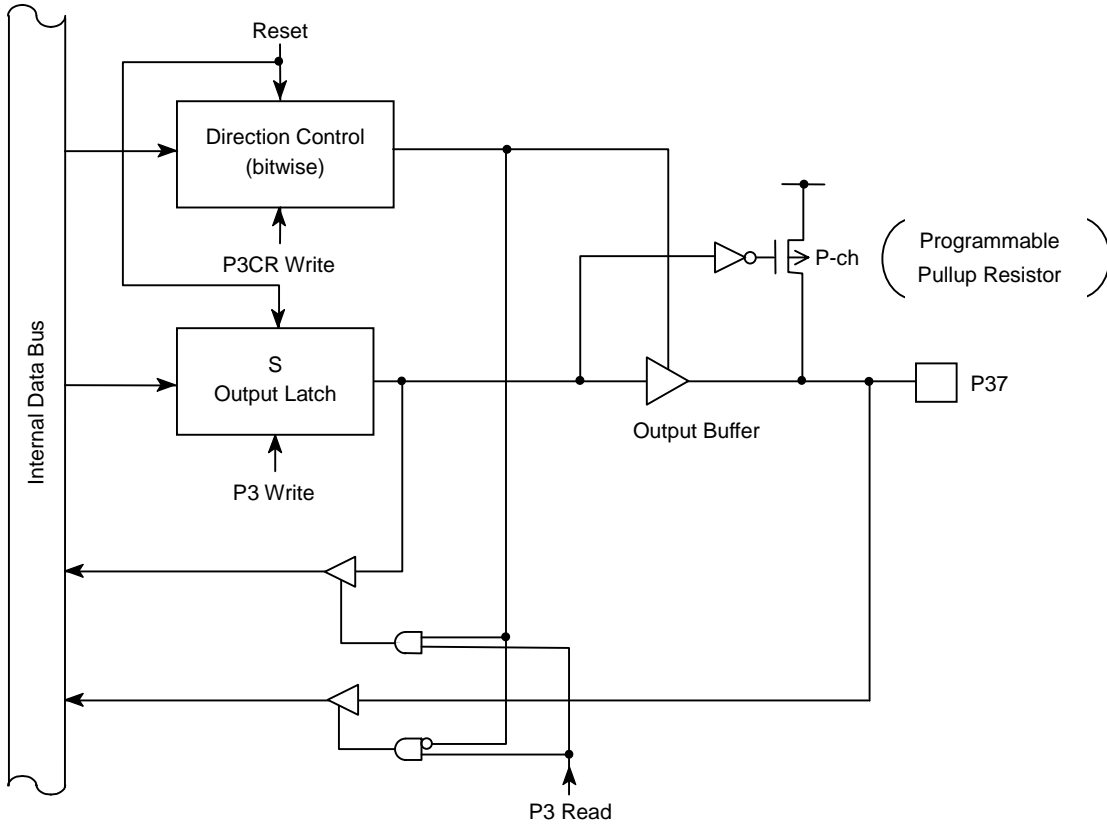 Reset
Direction Control
(bitwise)
P3CR Write
Internal Data Bus
P-ch
Programmable
Pullup Resistor
S
Output Latch
P37
Output Buffer
P3 Write
P3 Read